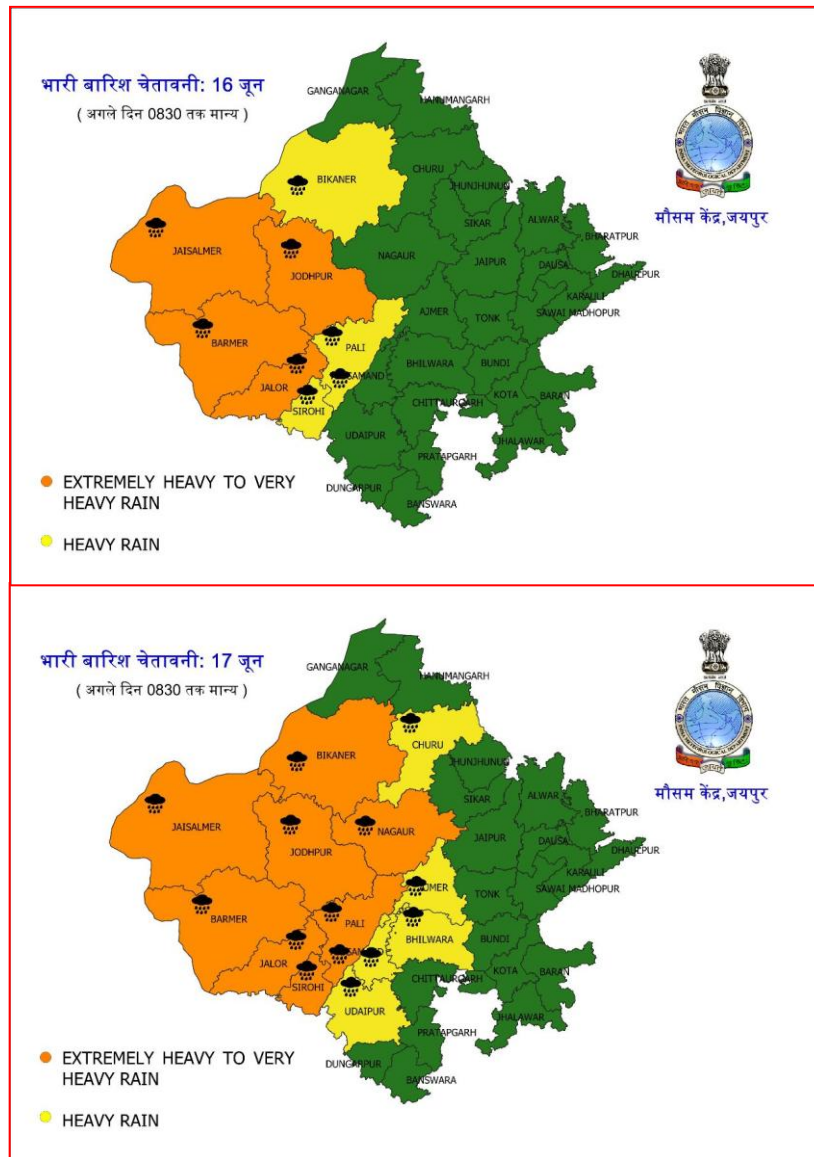 भारी बारिश चेतावनी: 16 जून
( अगले दिन 0830 तक मान्य )
मौसम केंद्र,जयपुर
GANGANAGAR
HANUMANGARH
BIKANER
CHURU
JHUNJHUNU
SIKAR
ALWAR
BHARATPUR
JAISALMER
JODHPUR
NAGAUR
JAIPUR
DAUSA
DHAULPUR
KARAULI
SAWAI MADHOPUR
AJMER
TONK
BARMER
PALI
BHILWARA
BUNDI
JALOR
SAMAND
SIROHI
CHITTAURGARH
KOTA
BARAN
UDAIPUR
JHALAWAR
PRATAPGARH
DUNGARPUR
BANSWARA
EXTREMELY HEAVY TO VERY
HEAVY RAIN
HEAVY RAIN
भारी बारिश चेतावनी: 17 जून
( अगले दिन 0830 तक मान्य )
मौसम केंद्र,जयपुर
GANGANAGAR
HANUMANGARH
BIKANER
CHURU
JHUNJHUNU
SIKAR
ALWAR
BHARATPUR
JAISALMER
JODHPUR
NAGAUR
JAIPUR
DAUSA
DHAULPUR
KARAULI
SAWAI MADHOPUR
JMER
TONK
BARMER
PALI
BHILWARA
BUNDI
JALOR
SAMAND
SIROHI
CHITTAURGARH
KOTA
BARAN
UDAIPUR
JHALAWAR
PRATAPGARH
DUNGARPUR
BANSWARA
EXTREMELY HEAVY TO VERY
HEAVY RAIN
HEAVY RAIN